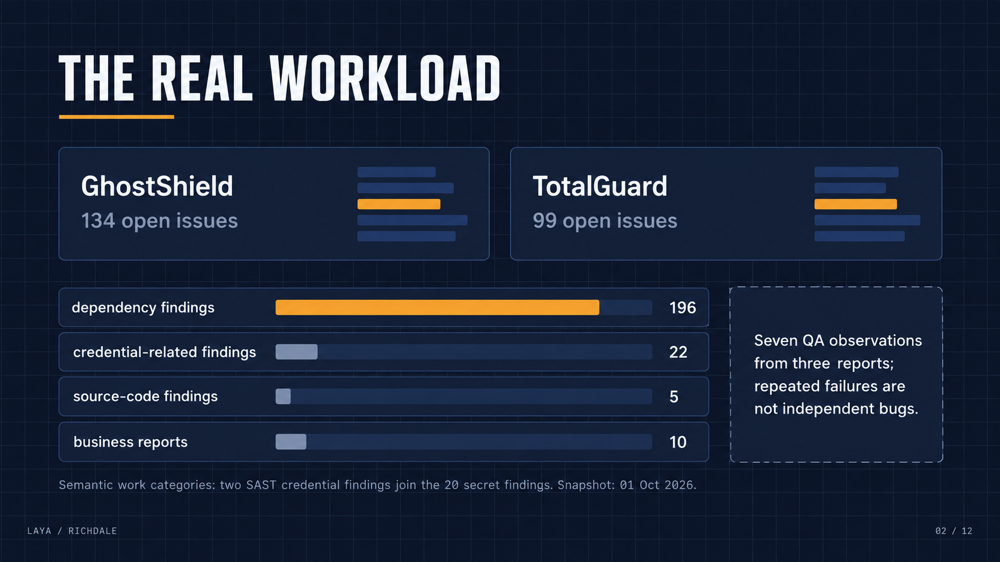 THE REAL WORKLOAD
GhostShield
134 open issues
TotalGuard
99 open issues
dependency findings 196
credential-related findings 22
source-code findings 5
business reports 10
Seven QA observations
from three reports;
repeated failures are
not independent bugs.
Semantic work categories: two SAST credential findings join the 20 secret findings. Snapshot: 01 Oct 2026.
LAYA / RICHDALE
02 / 12